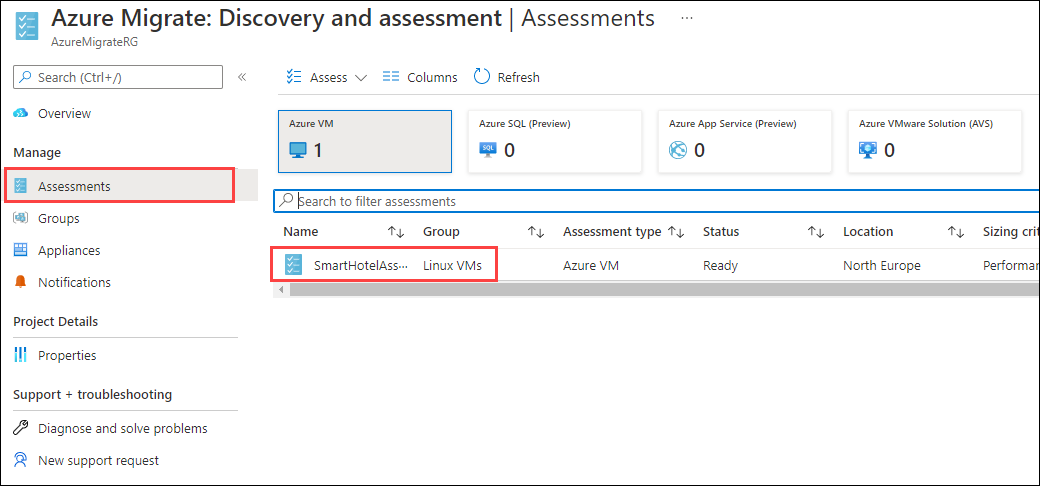 Azure Migrate: Discovery and assessment | Assessments ...
AzureMigrateRG
Search (Ctrl+/)
Overview
Manage
Assessments
Groups
Appliances
Notifications
Project Details
Properties
Support + troubleshooting
Diagnose and solve problems
New support request
Assess Columns Refresh
Azure VM
1
Azure SQL (Preview)
SQL 0
Azure App Service (Preview)
0
Azure VMware Solution (AVS)
0
Search to filter assessments
Name Group Assessment type Status Location Sizing crit
SmartHotelAss... Linux VMs Azure VM Ready North Europe Performa